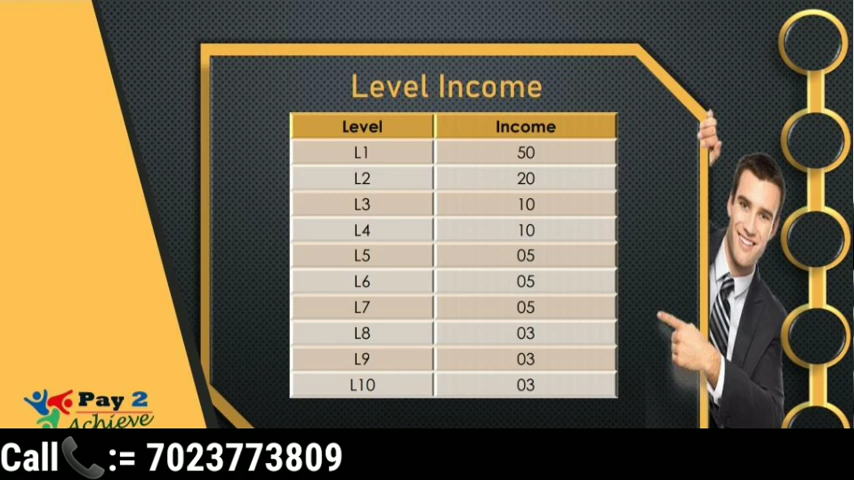 Level Income
Level Income
L1 50
L2 20
L3 10
L4 10
L5 05
L6 05
L7 05
L8 03
L9 03
L10 03
Pay 2
Achieve
Call := 7023773809